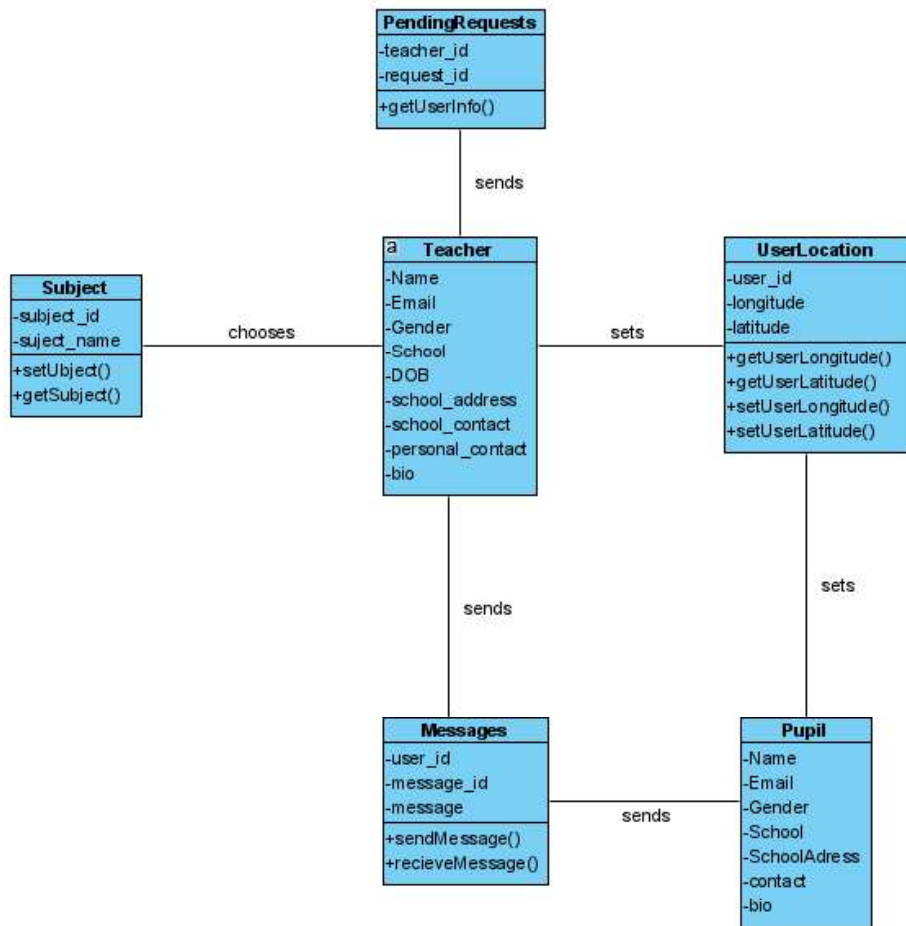 PendingRequests
-teacher_id
-request_id
+getUserInfo()
sends
a
Teacher
-Name
-Email
-Gender
-School
-DOB
-school_address
-school_contact
-personal_contact
-bio
UserLocation
-user_id
-longitude
-latitude
+getUserLongitude()
+getUserLatitude()
+setUserLongitude()
+setUserLatitude()
Subject
-subject_id
-suject_name
+setUbject()
+getSubject()
chooses
sets
sends
sets
Messages
-user_id
-message_id
-message
+sendMessage()
+recieveMessage()
sends
Pupil
-Name
-Email
-Gender
-School
-SchoolAdress
-contact
-bio